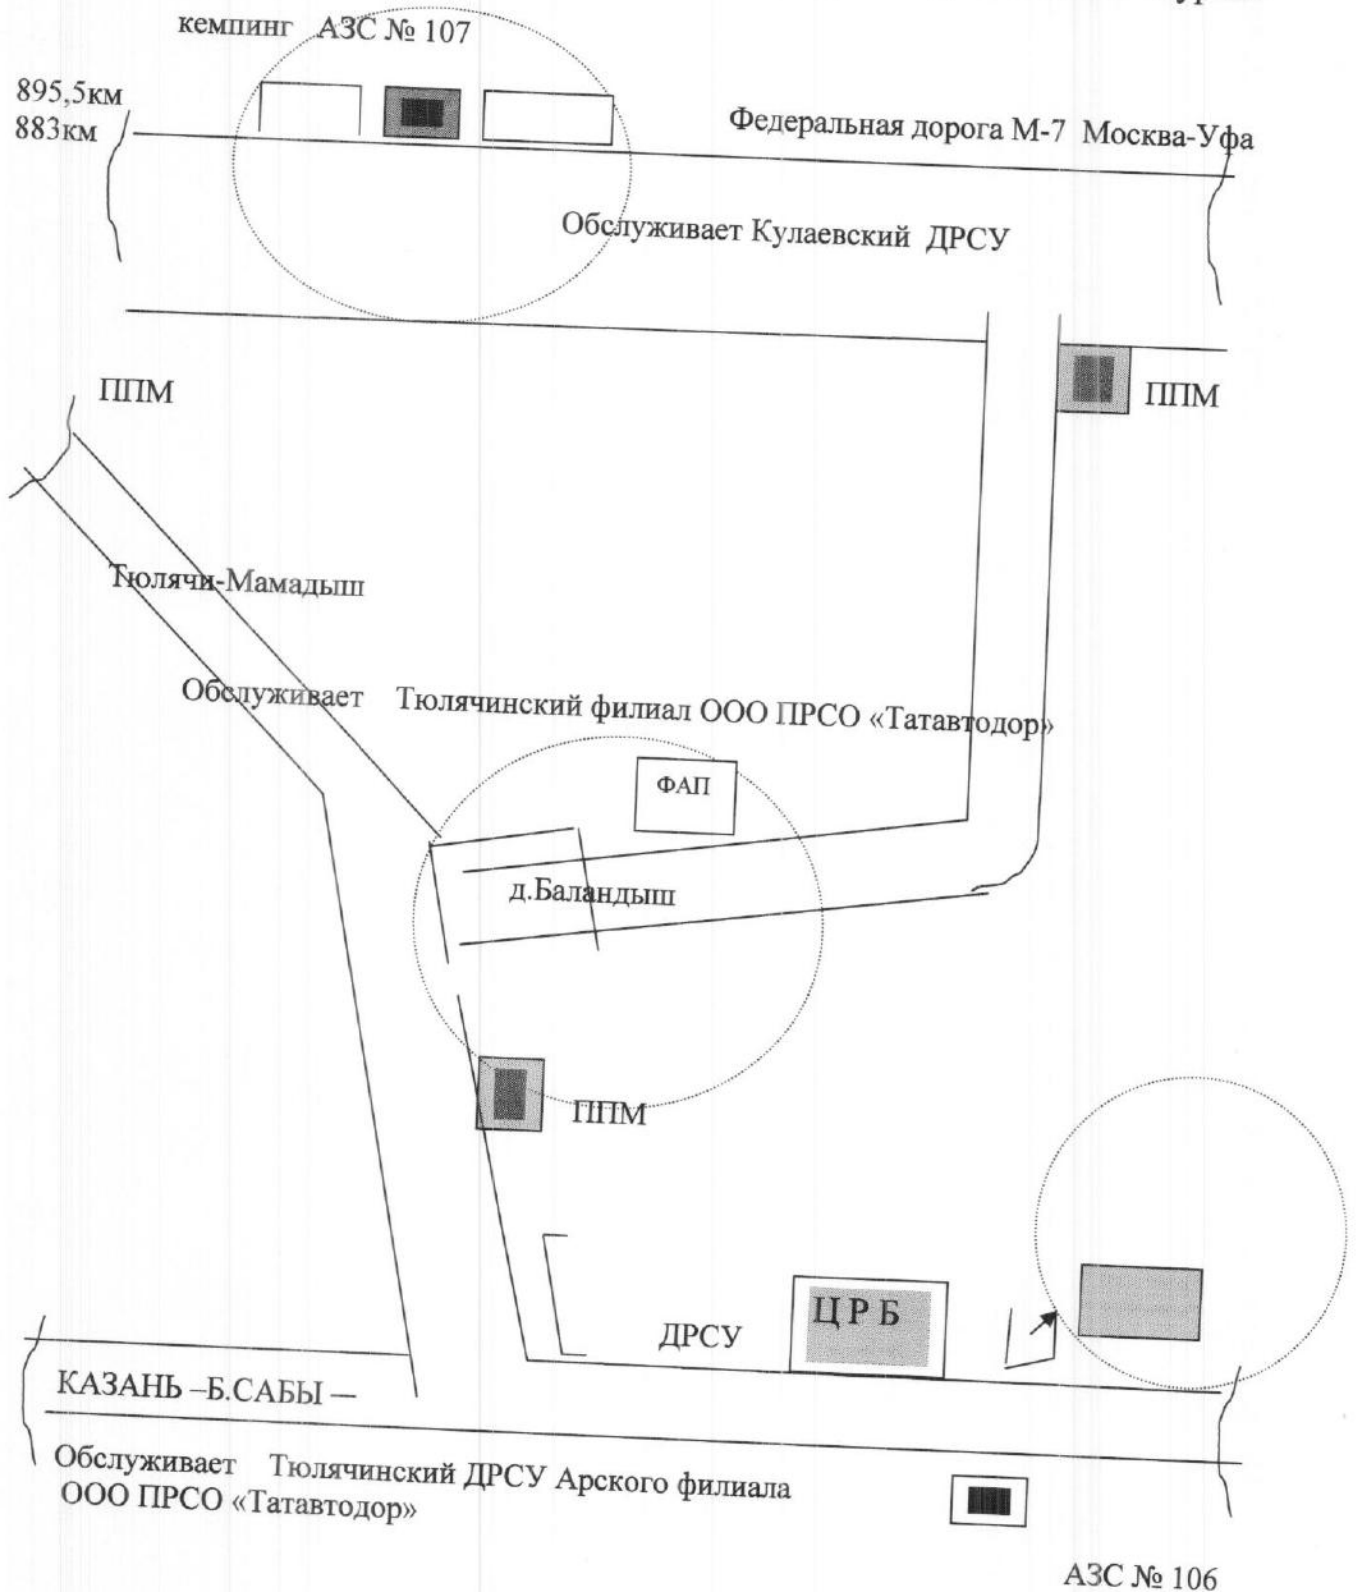 кемпинг АЗС № 107
895,5км
883км
Федеральная дорога М-7 Москва-Уфа
Обслуживает Кулаевский ДРСУ
ППМ
ППМ
Тюлячи-Мамадыш
Обслуживает Тюлячинский филиал ООО ПРСО «Татавтодор»
ФАП
д.Баландыш
ППМ
ЦРБ
ДРСУ
КАЗАНЬ –Б.САБЫ —
Обслуживает Тюлячинский ДРСУ Арского филиала
ООО ПРСО «Татавтодор»
АЗС № 106